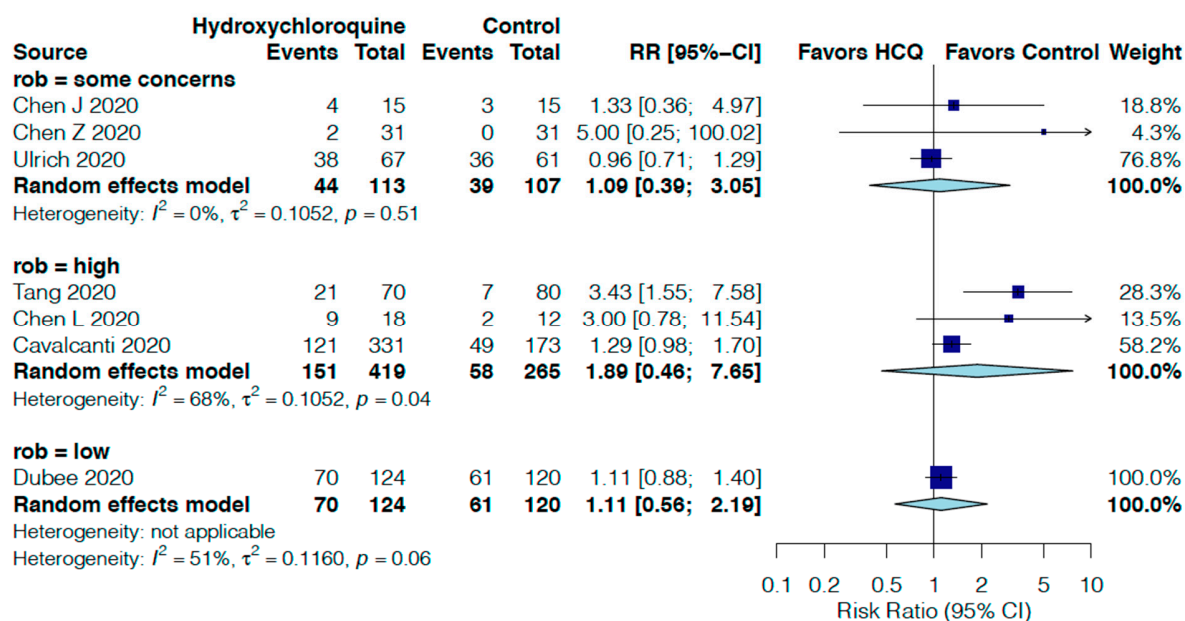 Hydroxychloroquine Control
Source Events Total Events Total RR [95%−CI] Favors HCQ Favors Control Weight
rob = some concerns
Chen J 2020 4 15 3 15 1.33 [0.36; 4.97] 18.8%
Chen Z 2020 2 31 0 31 5.00 [0.25; 100.02] 4.3%
Ulrich 2020 38 67 36 61 0.96 [0.71; 1.29] 76.8%
Random effects model 44 113 39 107 1.09 [0.39; 3.05] 100.0%
Heterogeneity: I² = 0%, τ² = 0.1052, p = 0.51
rob = high
Tang 2020 21 70 7 80 3.43 [1.55; 7.58] 28.3%
Chen L 2020 9 18 2 12 3.00 [0.78; 11.54] 13.5%
Cavalcanti 2020 121 331 49 173 1.29 [0.98; 1.70] 58.2%
Random effects model 151 419 58 265 1.89 [0.46; 7.65] 100.0%
Heterogeneity: I² = 68%, τ² = 0.1052, p = 0.04
rob = low
Dubee 2020 70 124 61 120 1.11 [0.88; 1.40] 100.0%
Random effects model 70 124 61 120 1.11 [0.56; 2.19] 100.0%
Heterogeneity: not applicable
Heterogeneity: I² = 51%, τ² = 0.1160, p = 0.06
0.1 0.2 0.5 1 2 5 10
Risk Ratio (95% CI)